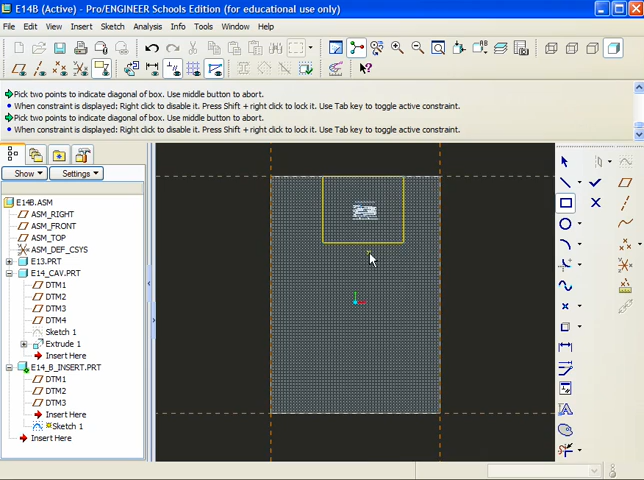 E14B (Active) - Pro/ENGINEER Schools Edition (for educational use only)
File Edit View Insert Sketch Analysis Info Tools Window Help
Pick two points to indicate diagonal of box. Use middle button to abort.
When constraint is displayed: Right click to disable it. Press Shift + right click to lock it. Use Tab key to toggle active constraint.
Pick two points to indicate diagonal of box. Use middle button to abort.
When constraint is displayed: Right click to disable it. Press Shift + right click to lock it. Use Tab key to toggle active constraint.
Show Settings
E14B.ASM
ASM_RIGHT
ASM_FRONT
ASM_TOP
ASM_DEF_CSYS
E13.PRT
E14_CAV.PRT
DTM1
DTM2
DTM3
DTM4
Sketch 1
Extrude 1
Insert Here
E14_B_INSERT.PRT
DTM1
DTM2
DTM3
Insert Here
Sketch 1
Insert Here